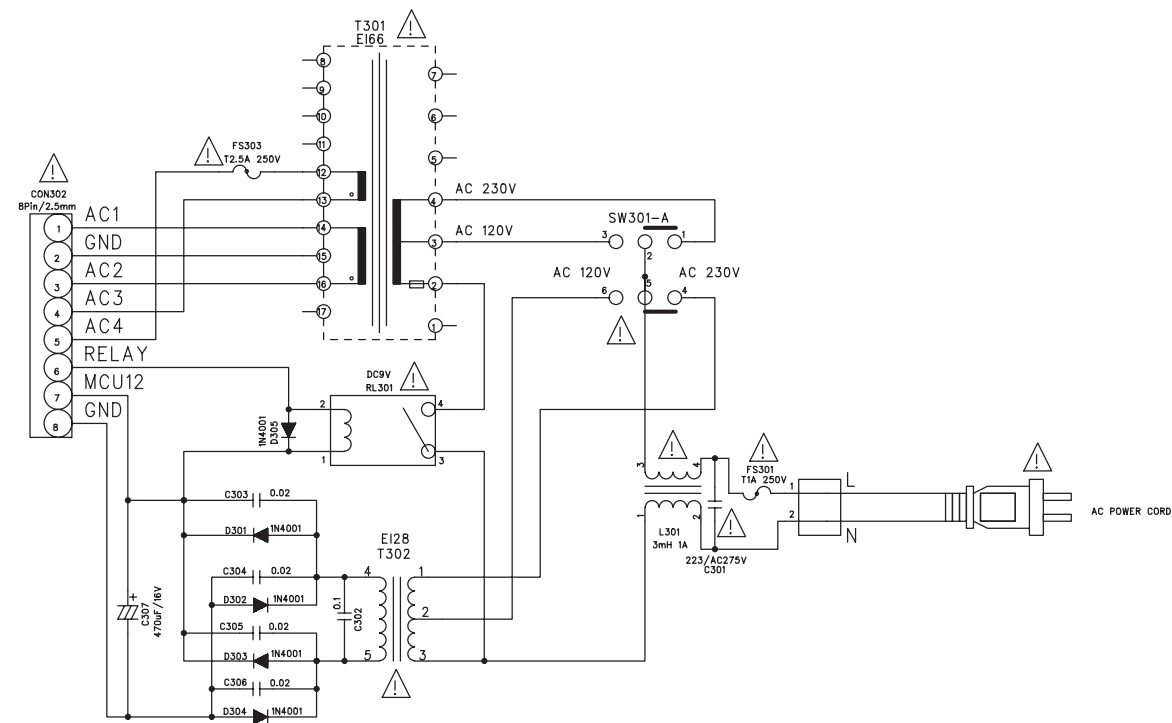 T301
EI66
8
9
10
11
12
13
14
15
16
17
7
6
5
4
3
2
1
FS303
T2.5A 250V
CON302
8Pin/2.5mm
1 AC1
2 GND
3 AC2
4 AC3
5 AC4
6 RELAY
7 MCU12
8 GND
AC 230V
AC 120V
SW301-A
3 2 1
AC 120V AC 230V
6 5 4
DC9V
RL301
2 4
1 3
1N4001
D305
C303 0.02
D301 1N4001
C304 0.02
D302 1N4001
C305 0.02
D303 1N4001
C306 0.02
D304 1N4001
+
C307
470uF/16V
0.1
C302
EI28
T302
4 1
2
5 3
3 4
1 2
L301
3mH 1A
223/AC275V
C301
FS301
T1A 250V
1 L
2 N
AC POWER CORD
! ! ! ! ! ! ! ! ! !